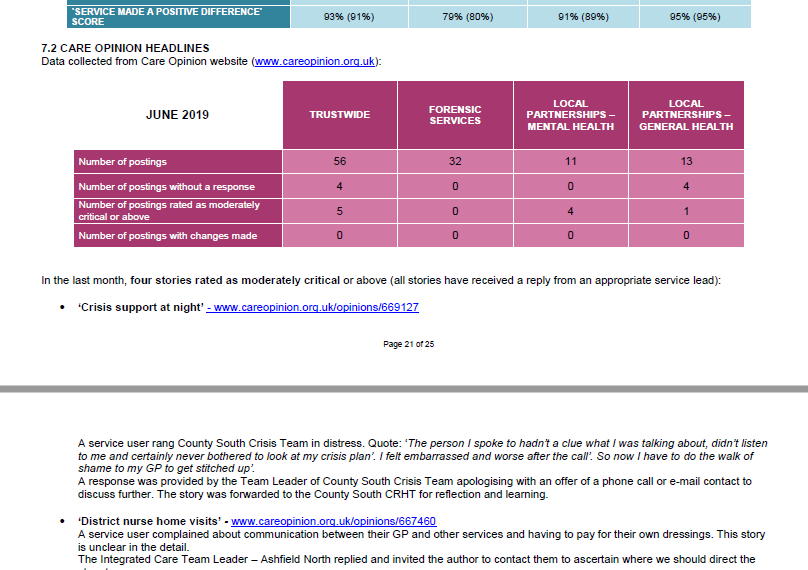 'SERVICE MADE A POSITIVE DIFFERENCE'
SCORE
93% (91%) 79% (80%) 91% (89%) 95% (95%)
7.2 CARE OPINION HEADLINES
Data collected from Care Opinion website (www.careopinion.org.uk):
JUNE 2019 TRUSTWIDE FORENSIC SERVICES LOCAL PARTNERSHIPS – MENTAL HEALTH LOCAL PARTNERSHIPS – GENERAL HEALTH
Number of postings 56 32 11 13
Number of postings without a response 4 0 0 4
Number of postings rated as moderately critical or above 5 0 4 1
Number of postings with changes made 0 0 0 0
In the last month, four stories rated as moderately critical or above (all stories have received a reply from an appropriate service lead):
• 'Crisis support at night' - www.careopinion.org.uk/opinions/669127
Page 21 of 25
A service user rang County South Crisis Team in distress. Quote: 'The person I spoke to hadn't a clue what I was talking about, didn't listen
to me and certainly never bothered to look at my crisis plan'. I felt embarrassed and worse after the call'. So now I have to do the walk of
shame to my GP to get stitched up'.
A response was provided by the Team Leader of County South Crisis Team apologising with an offer of a phone call or e-mail contact to
discuss further. The story was forwarded to the County South CRHT for reflection and learning.
• 'District nurse home visits' - www.careopinion.org.uk/opinions/667460
A service user complained about communication between their GP and other services and having to pay for their own dressings. This story
is unclear in the detail.
The Integrated Care Team Leader – Ashfield North replied and invited the author to contact them to ascertain where we should direct the